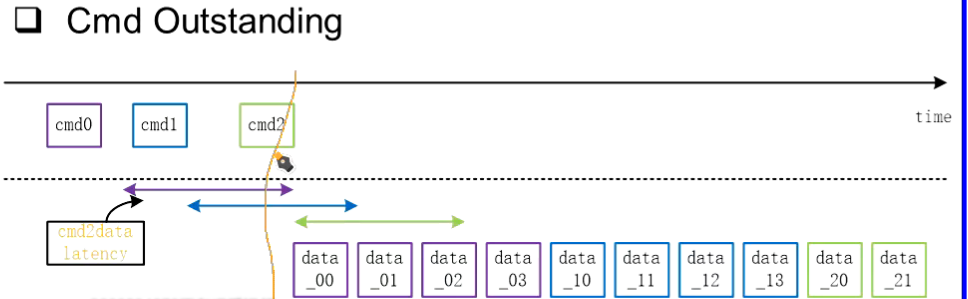 Cmd Outstanding
cmd0 cmd1 cmd2
time
cmd2data
latency
data data data data data data data data data data
_00 _01 _02 _03 _10 _11 _12 _13 _20 _21